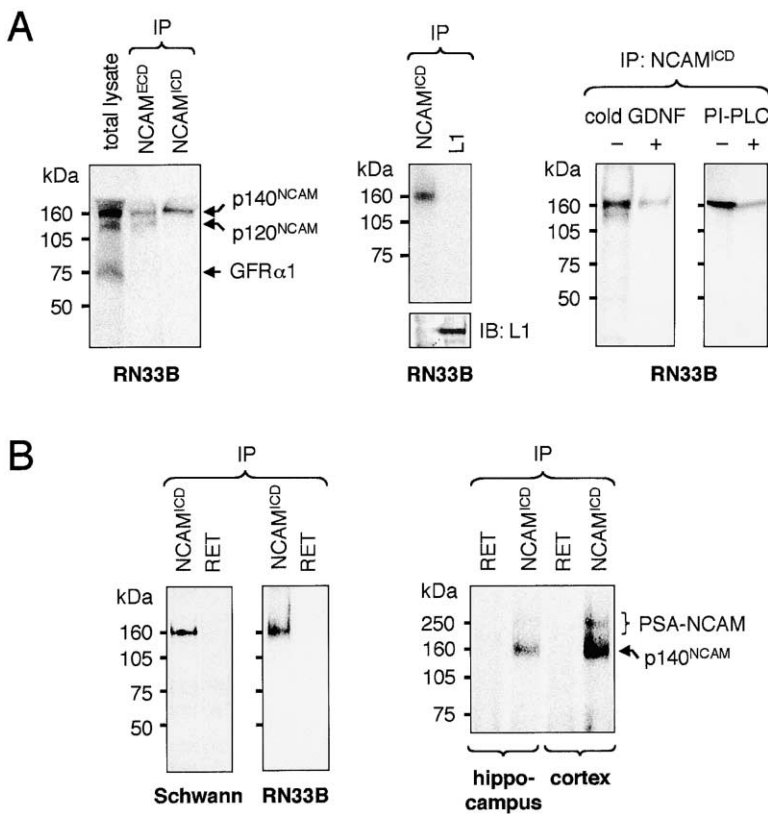 A
IP
total lysate
NCAMECD
NCAMICD
kDa
160
105
75
50
p140NCAM
p120NCAM
GFRα1
RN33B
IP
NCAMICD
L1
kDa
160
105
75
IB: L1
RN33B
IP: NCAMICD
cold GDNF
PI-PLC
− + − +
kDa
160
105
75
50
RN33B
B
IP
NCAMICD
RET
NCAMICD
RET
kDa
160
105
75
50
Schwann
RN33B
IP
RET
NCAMICD
RET
NCAMICD
kDa
250
160
105
75
PSA-NCAM
p140NCAM
hippo-
campus
cortex